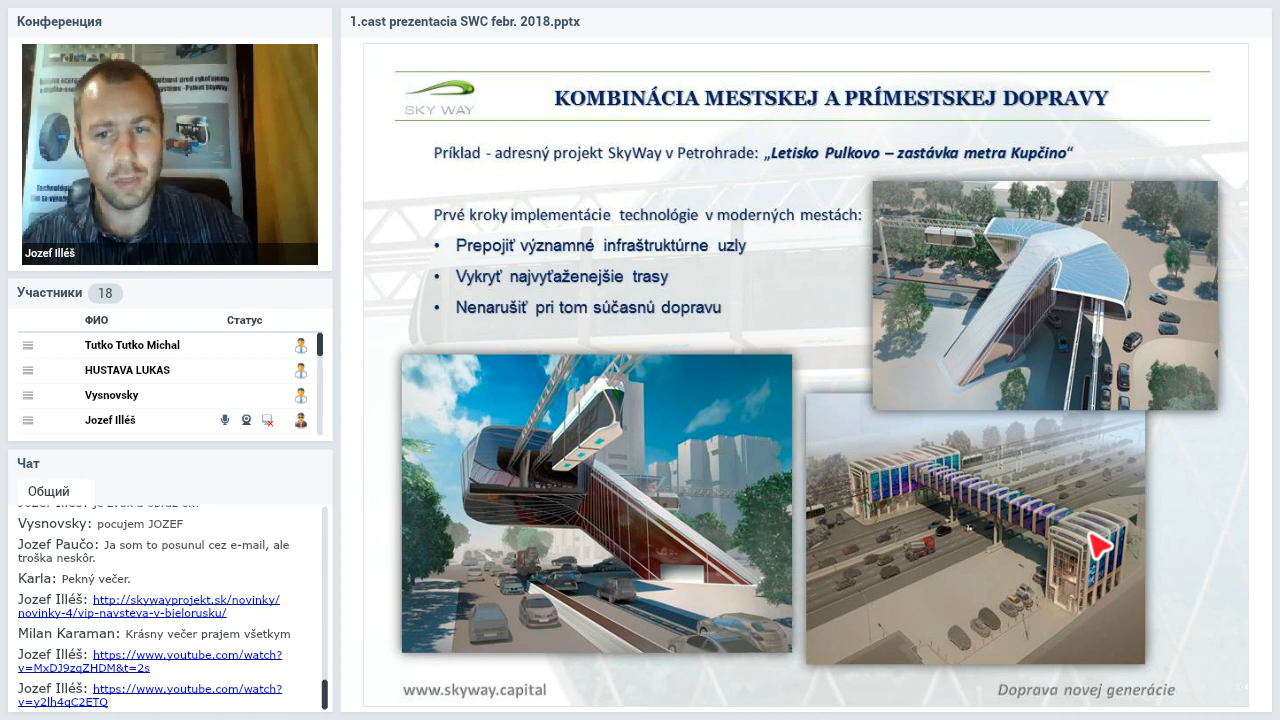 Конференция
Jozef Illéš
Участники 18
ФИО Статус
Tutko Tutko Michal
HUSTAVA LUKAS
Vysnovsky
Jozef Illéš
Чат
Общий
Vysnovsky: pocujem JOZEF
Jozef Paučo: Ja som to posunul cez e-mail, ale
troška neskôr.
Karla: Pekný večer.
Jozef Illéš: http://skywayprojekt.sk/novinky/
novinky-4/vip-navsteva-v-bielorusku/
Milan Karaman: Krásny večer prajem všetkym
Jozef Illéš: https://www.youtube.com/watch?
v=MxDJ9zqZHDM&t=2s
Jozef Illéš: https://www.youtube.com/watch?
v=y2lh4qC2ETQ
1.cast prezentacia SWC febr. 2018.pptx
SKY WAY
KOMBINÁCIA MESTSKEJ A PRÍMESTSKEJ DOPRAVY
Príklad - adresný projekt SkyWay v Petrohrade: „Letisko Pulkovo – zastávka metra Kupčino“
Prvé kroky implementácie technológie v moderných mestách:
• Prepojiť významné infraštruktúrne uzly
• Vykryť najvyťaženejšie trasy
• Nenarušiť pri tom súčasnú dopravu
www.skyway.capital
Doprava novej generácie